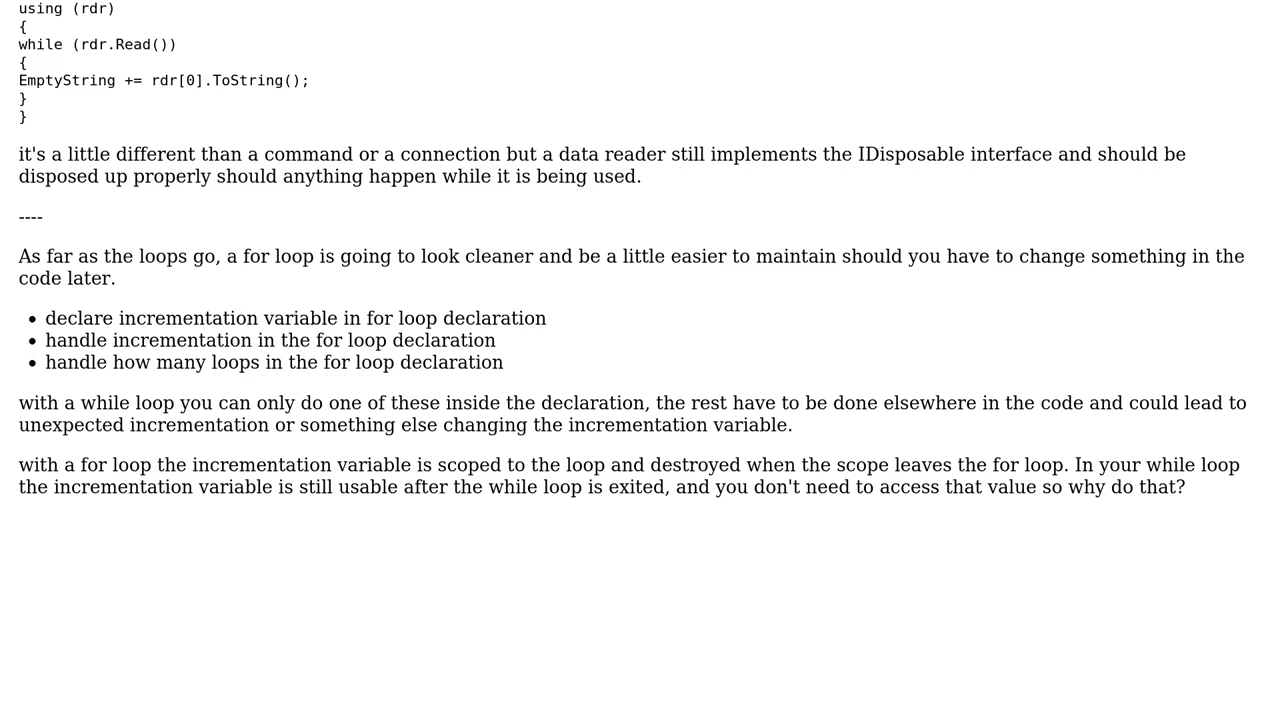 using (rdr)
{
while (rdr.Read())
{
EmptyString += rdr[0].ToString();
}
}
it's a little different than a command or a connection but a data reader still implements the IDisposable interface and should be
disposed up properly should anything happen while it is being used.
----
As far as the loops go, a for loop is going to look cleaner and be a little easier to maintain should you have to change something in the
code later.
• declare incrementation variable in for loop declaration
• handle incrementation in the for loop declaration
• handle how many loops in the for loop declaration
with a while loop you can only do one of these inside the declaration, the rest have to be done elsewhere in the code and could lead to
unexpected incrementation or something else changing the incrementation variable.
with a for loop the incrementation variable is scoped to the loop and destroyed when the scope leaves the for loop. In your while loop
the incrementation variable is still usable after the while loop is exited, and you don't need to access that value so why do that?